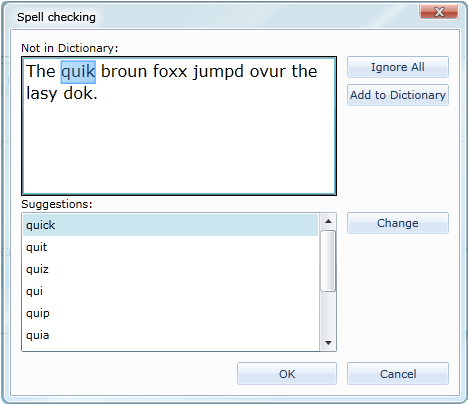 Spell checking
Not in Dictionary:
The quik broun foxx jumpd ovur the
lasy dok.
Ignore All
Add to Dictionary
Suggestions:
quick
quit
quiz
qui
quip
quia
Change
OK
Cancel